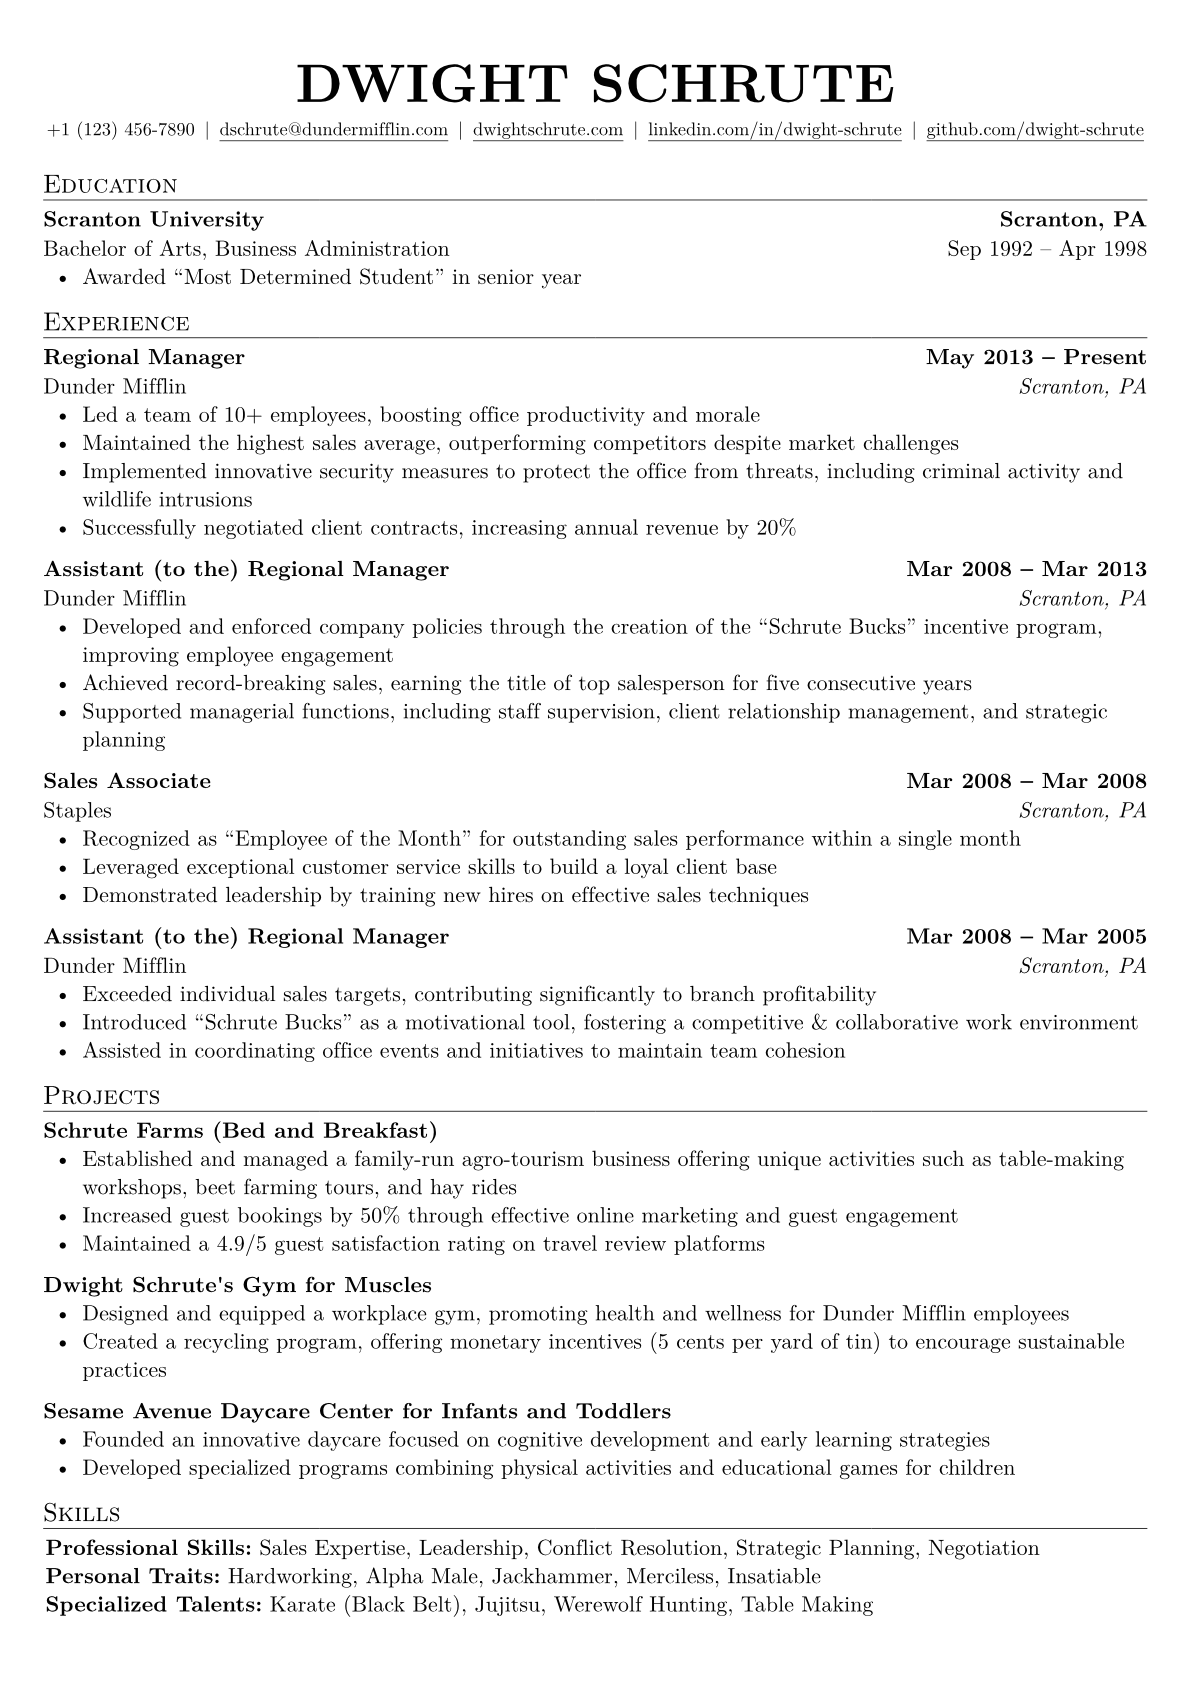 DWIGHT SCHRUTE
+1 (123) 456-7890 | dschrute@dundermifflin.com | dwightschrute.com | linkedin.com/in/dwight-schrute | github.com/dwight-schrute
EDUCATION
Scranton University Scranton, PA
Bachelor of Arts, Business Administration Sep 1992 – Apr 1998
• Awarded “Most Determined Student” in senior year
EXPERIENCE
Regional Manager May 2013 – Present
Dunder Mifflin Scranton, PA
• Led a team of 10+ employees, boosting office productivity and morale
• Maintained the highest sales average, outperforming competitors despite market challenges
• Implemented innovative security measures to protect the office from threats, including criminal activity and
wildlife intrusions
• Successfully negotiated client contracts, increasing annual revenue by 20%
Assistant (to the) Regional Manager Mar 2008 – Mar 2013
Dunder Mifflin Scranton, PA
• Developed and enforced company policies through the creation of the “Schrute Bucks” incentive program,
improving employee engagement
• Achieved record-breaking sales, earning the title of top salesperson for five consecutive years
• Supported managerial functions, including staff supervision, client relationship management, and strategic
planning
Sales Associate Mar 2008 – Mar 2008
Staples Scranton, PA
• Recognized as “Employee of the Month” for outstanding sales performance within a single month
• Leveraged exceptional customer service skills to build a loyal client base
• Demonstrated leadership by training new hires on effective sales techniques
Assistant (to the) Regional Manager Mar 2008 – Mar 2005
Dunder Mifflin Scranton, PA
• Exceeded individual sales targets, contributing significantly to branch profitability
• Introduced “Schrute Bucks” as a motivational tool, fostering a competitive & collaborative work environment
• Assisted in coordinating office events and initiatives to maintain team cohesion
PROJECTS
Schrute Farms (Bed and Breakfast)
• Established and managed a family-run agro-tourism business offering unique activities such as table-making
workshops, beet farming tours, and hay rides
• Increased guest bookings by 50% through effective online marketing and guest engagement
• Maintained a 4.9/5 guest satisfaction rating on travel review platforms
Dwight Schrute's Gym for Muscles
• Designed and equipped a workplace gym, promoting health and wellness for Dunder Mifflin employees
• Created a recycling program, offering monetary incentives (5 cents per yard of tin) to encourage sustainable
practices
Sesame Avenue Daycare Center for Infants and Toddlers
• Founded an innovative daycare focused on cognitive development and early learning strategies
• Developed specialized programs combining physical activities and educational games for children
SKILLS
Professional Skills: Sales Expertise, Leadership, Conflict Resolution, Strategic Planning, Negotiation
Personal Traits: Hardworking, Alpha Male, Jackhammer, Merciless, Insatiable
Specialized Talents: Karate (Black Belt), Jujitsu, Werewolf Hunting, Table Making